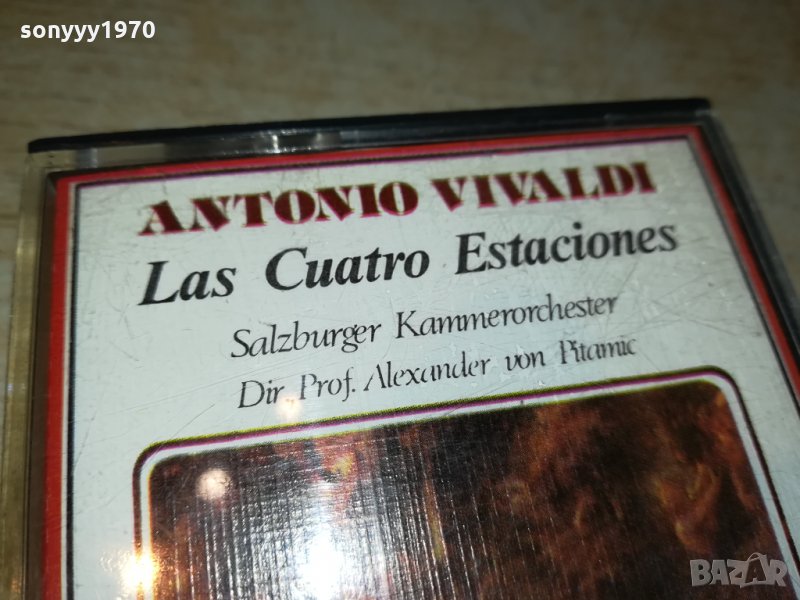 sonyyy1970
ANTONIO VIVALDI
Las Cuatro Estaciones
Salzburger Kammerorchester
Dir. Prof. Alexander von Pitamic
BAZAR